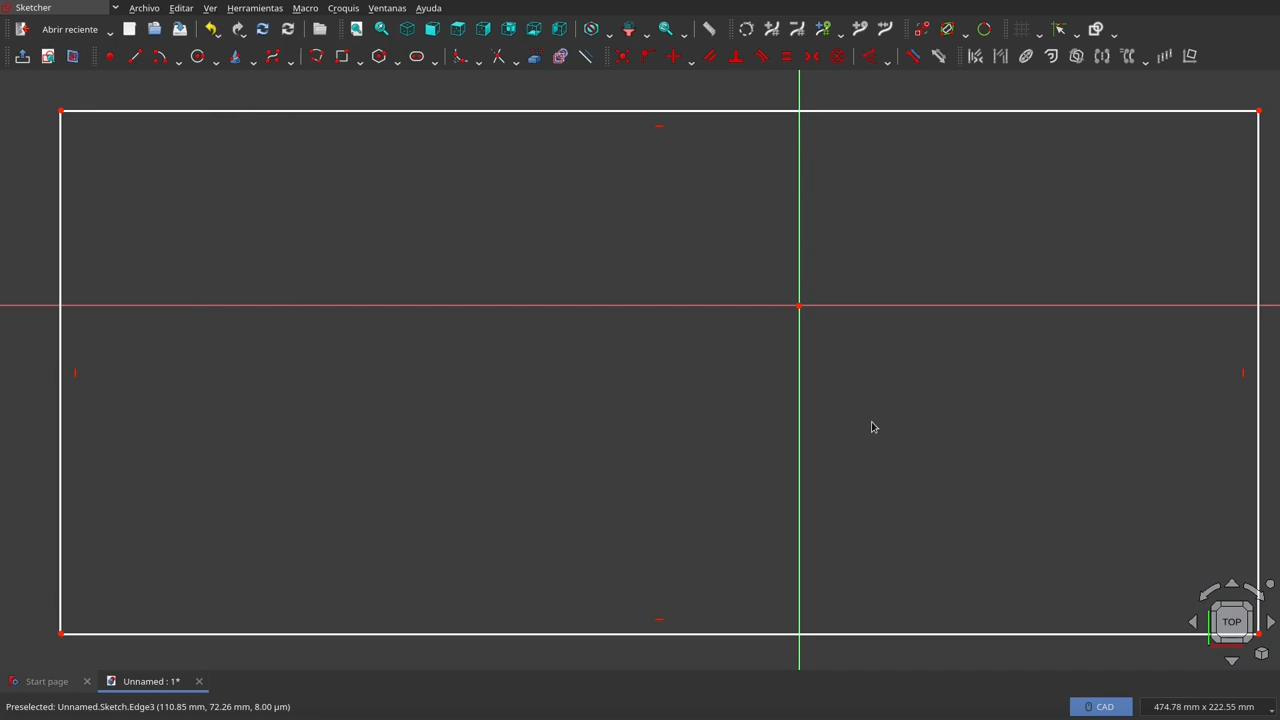 Sketcher Archivo Editar Ver Herramientas Macro Croquis Ventanas Ayuda
Abrir reciente
TOP
Start page Unnamed : 1*
Preselected: Unnamed.Sketch.Edge3 (110.85 mm, 72.26 mm, 8.00 µm) CAD 474.78 mm x 222.55 mm